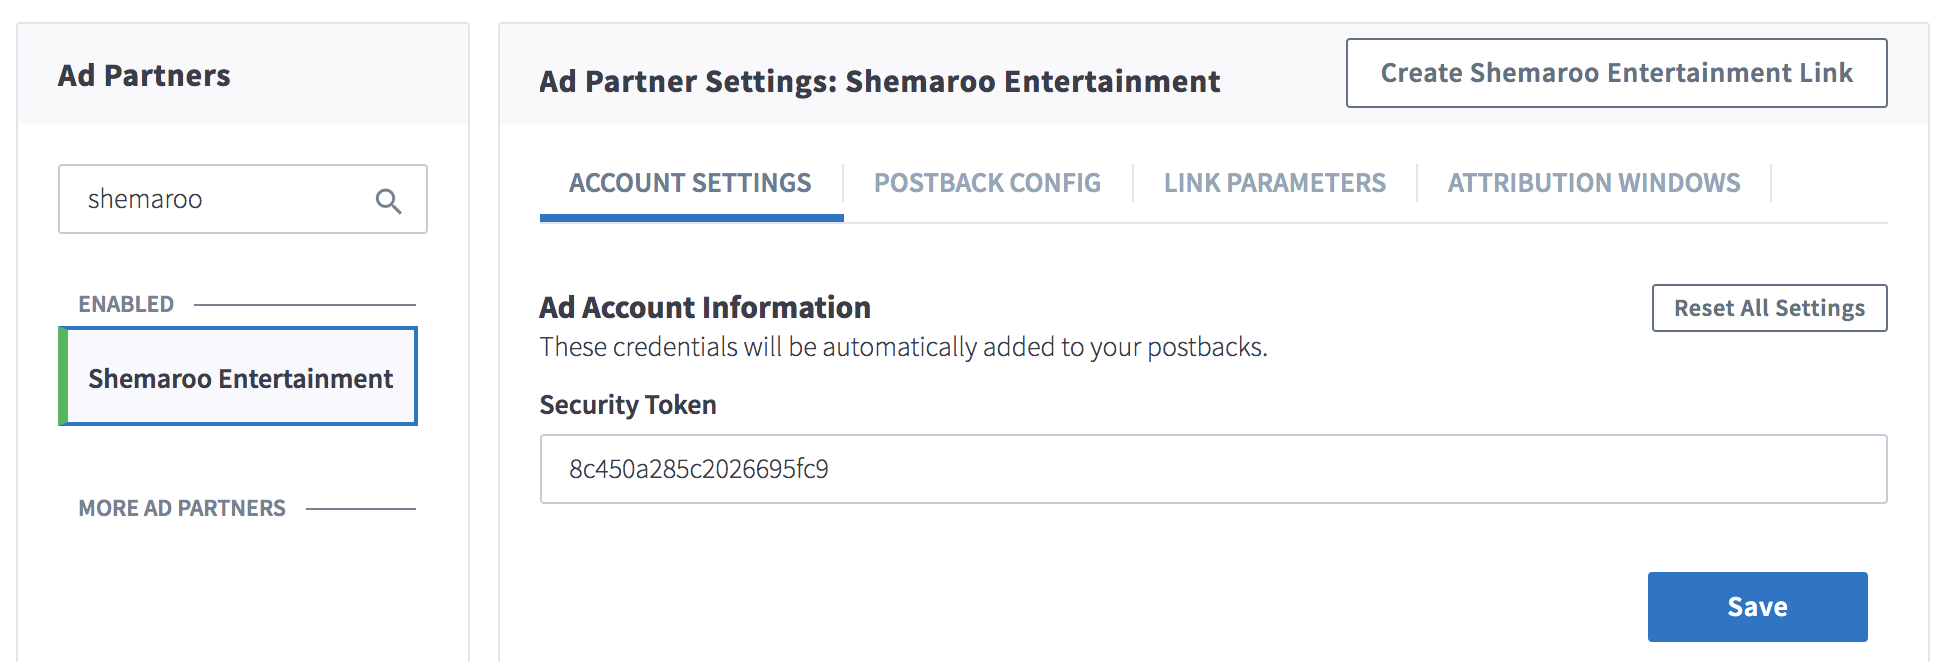 Ad Partners
shemaroo
ENABLED
Shemaroo Entertainment
MORE AD PARTNERS
Ad Partner Settings: Shemaroo Entertainment
Create Shemaroo Entertainment Link
ACCOUNT SETTINGS
POSTBACK CONFIG
LINK PARAMETERS
ATTRIBUTION WINDOWS
Ad Account Information
Reset All Settings
These credentials will be automatically added to your postbacks.
Security Token
8c450a285c2026695fc9
Save